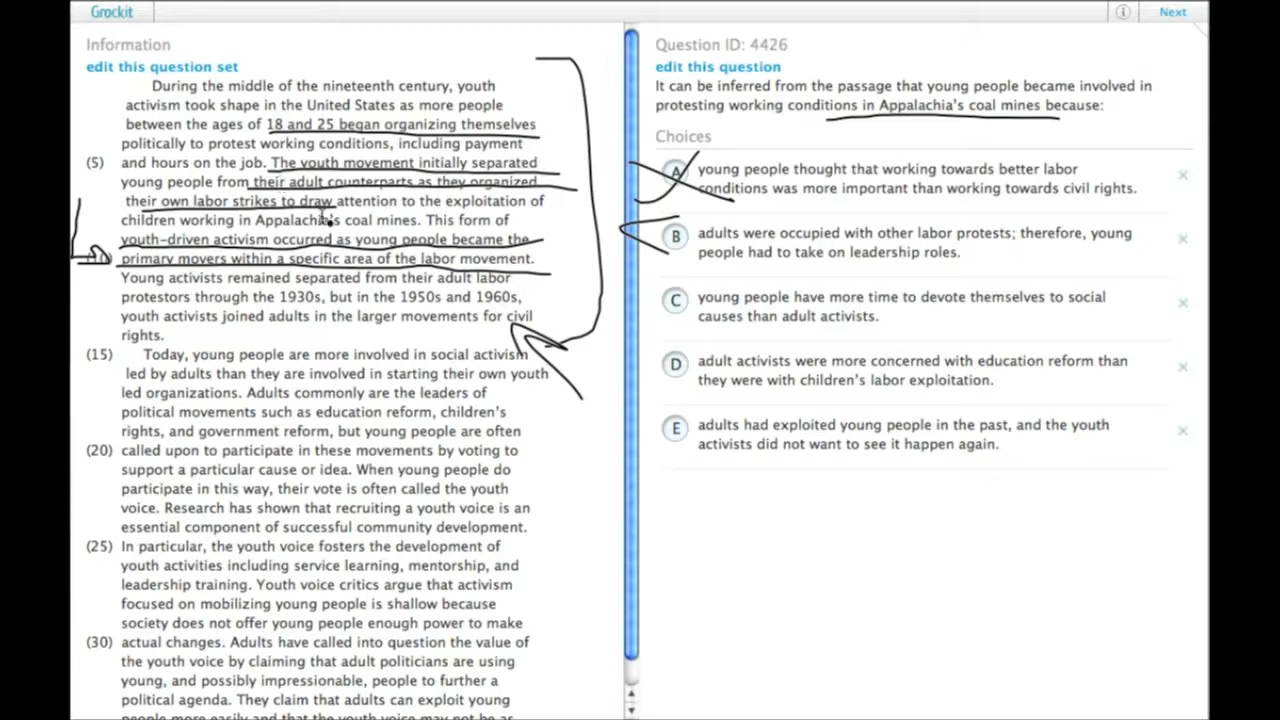 Grockit
Next
Information
edit this question set
During the middle of the nineteenth century, youth
activism took shape in the United States as more people
between the ages of 18 and 25 began organizing themselves
politically to protest working conditions, including payment
(5) and hours on the job. The youth movement initially separated
young people from their adult counterparts as they organized
their own labor strikes to draw attention to the exploitation of
children working in Appalachia's coal mines. This form of
youth-driven activism occurred as young people became the
primary movers within a specific area of the labor movement.
Young activists remained separated from their adult labor
protestors through the 1930s, but in the 1950s and 1960s,
youth activists joined adults in the larger movements for civil
rights.
(15) Today, young people are more involved in social activism
led by adults than they are involved in starting their own youth
led organizations. Adults commonly are the leaders of
political movements such as education reform, children's
rights, and government reform, but young people are often
(20) called upon to participate in these movements by voting to
support a particular cause or idea. When young people do
participate in this way, their vote is often called the youth
voice. Research has shown that recruiting a youth voice is an
essential component of successful community development.
(25) In particular, the youth voice fosters the development of
youth activities including service learning, mentorship, and
leadership training. Youth voice critics argue that activism
focused on mobilizing young people is shallow because
society does not offer young people enough power to make
(30) actual changes. Adults have called into question the value of
the youth voice by claiming that adult politicians are using
young, and possibly impressionable, people to further a
political agenda. They claim that adults can exploit young
people more easily and that the youth voice may not be as
Question ID: 4426
edit this question
It can be inferred from the passage that young people became involved in
protesting working conditions in Appalachia's coal mines because:
Choices
A young people thought that working towards better labor
conditions was more important than working towards civil rights.
B adults were occupied with other labor protests; therefore, young
people had to take on leadership roles.
C young people have more time to devote themselves to social
causes than adult activists.
D adult activists were more concerned with education reform than
they were with children's labor exploitation.
E adults had exploited young people in the past, and the youth
activists did not want to see it happen again.